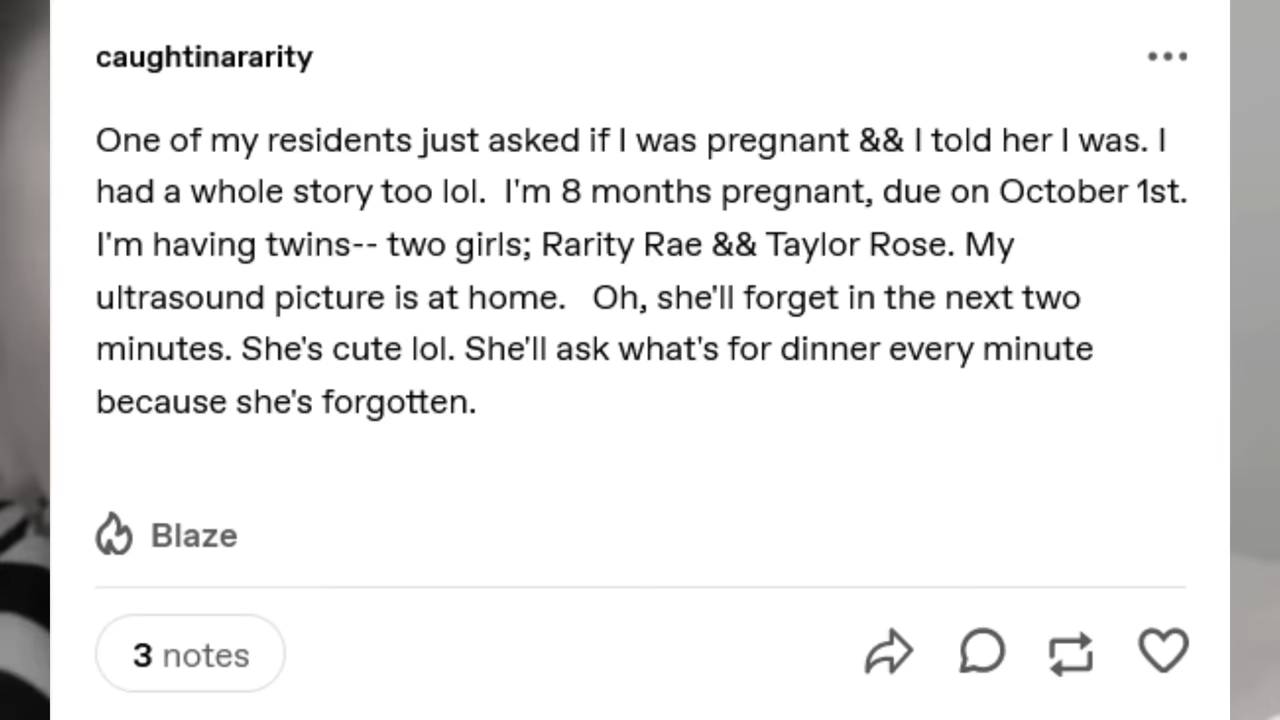 caughtinararity
One of my residents just asked if I was pregnant && I told her I was. I
had a whole story too lol.  I'm 8 months pregnant, due on October 1st.
I'm having twins-- two girls; Rarity Rae && Taylor Rose. My
ultrasound picture is at home.   Oh, she'll forget in the next two
minutes. She's cute lol. She'll ask what's for dinner every minute
because she's forgotten.
Blaze
3 notes